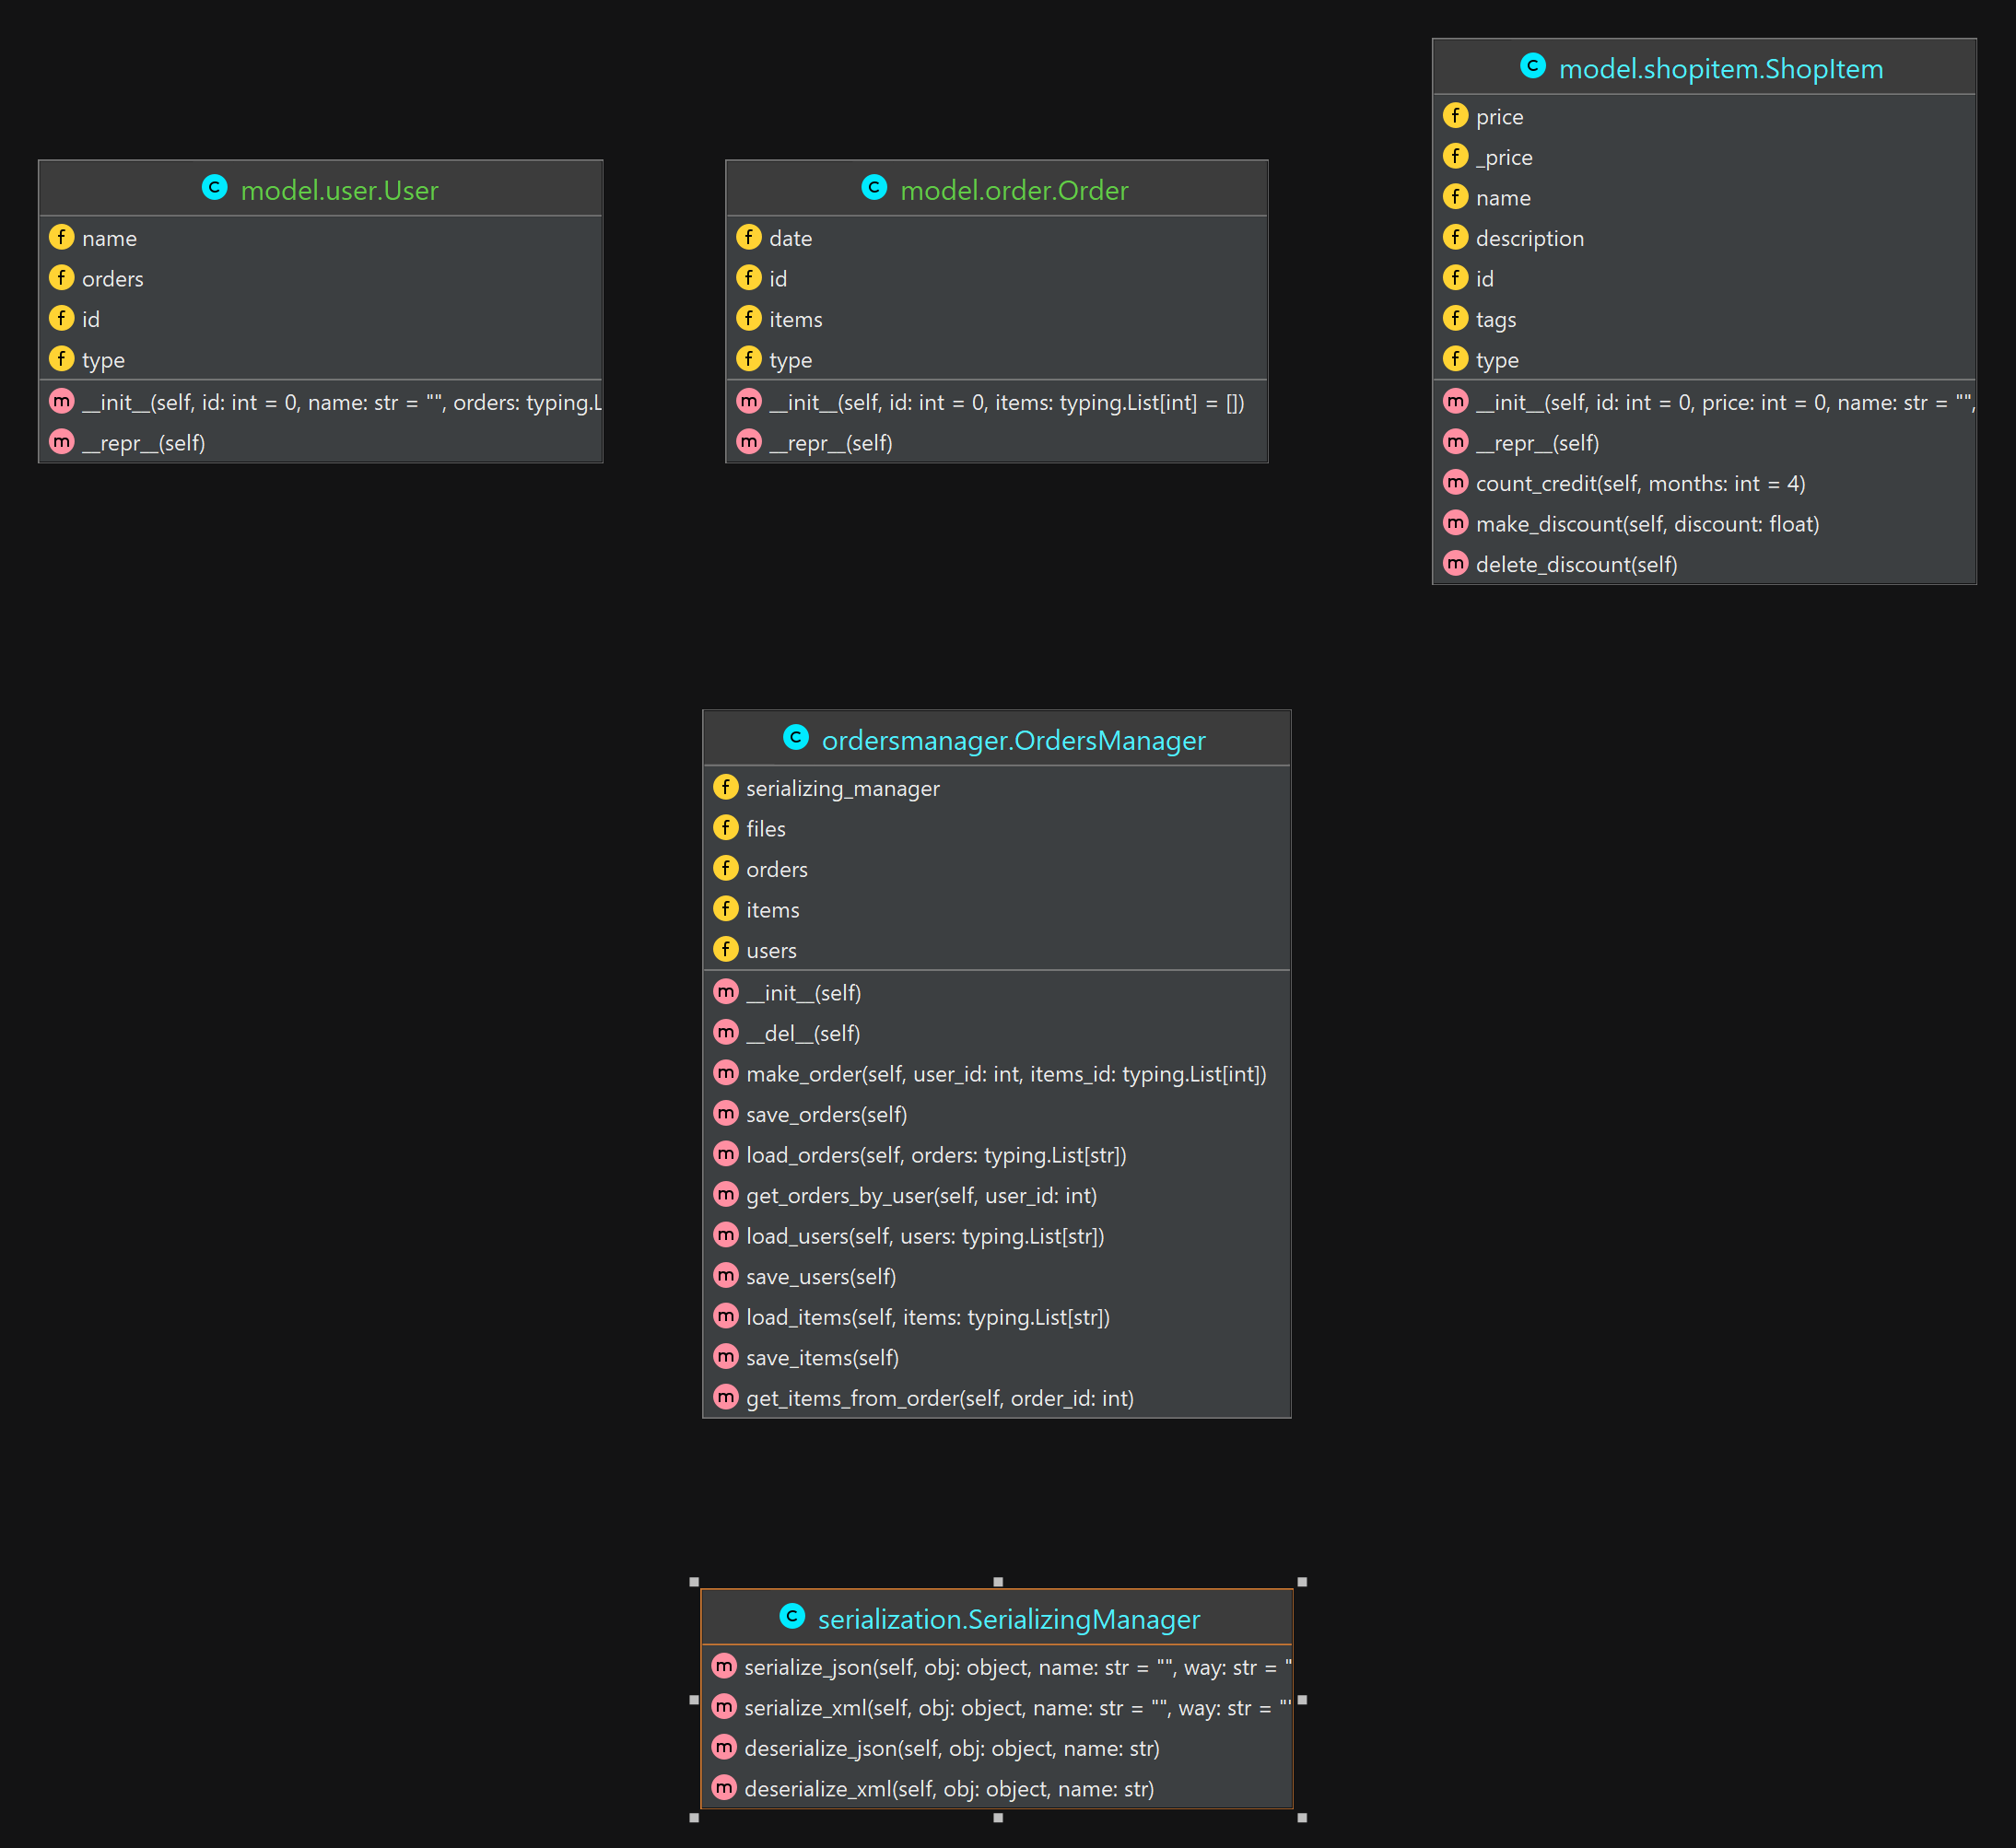 C model.user.User
f name
f orders
f id
f type
m __init__(self, id: int = 0, name: str = "", orders: typing.L
m __repr__(self)
C model.order.Order
f date
f id
f items
f type
m __init__(self, id: int = 0, items: typing.List[int] = [])
m __repr__(self)
C model.shopitem.ShopItem
f price
f _price
f name
f description
f id
f tags
f type
m __init__(self, id: int = 0, price: int = 0, name: str = "",
m __repr__(self)
m count_credit(self, months: int = 4)
m make_discount(self, discount: float)
m delete_discount(self)
C ordersmanager.OrdersManager
f serializing_manager
f files
f orders
f items
f users
m __init__(self)
m __del__(self)
m make_order(self, user_id: int, items_id: typing.List[int])
m save_orders(self)
m load_orders(self, orders: typing.List[str])
m get_orders_by_user(self, user_id: int)
m load_users(self, users: typing.List[str])
m save_users(self)
m load_items(self, items: typing.List[str])
m save_items(self)
m get_items_from_order(self, order_id: int)
C serialization.SerializingManager
m serialize_json(self, obj: object, name: str = "", way: str = "
m serialize_xml(self, obj: object, name: str = "", way: str = "'
m deserialize_json(self, obj: object, name: str)
m deserialize_xml(self, obj: object, name: str)